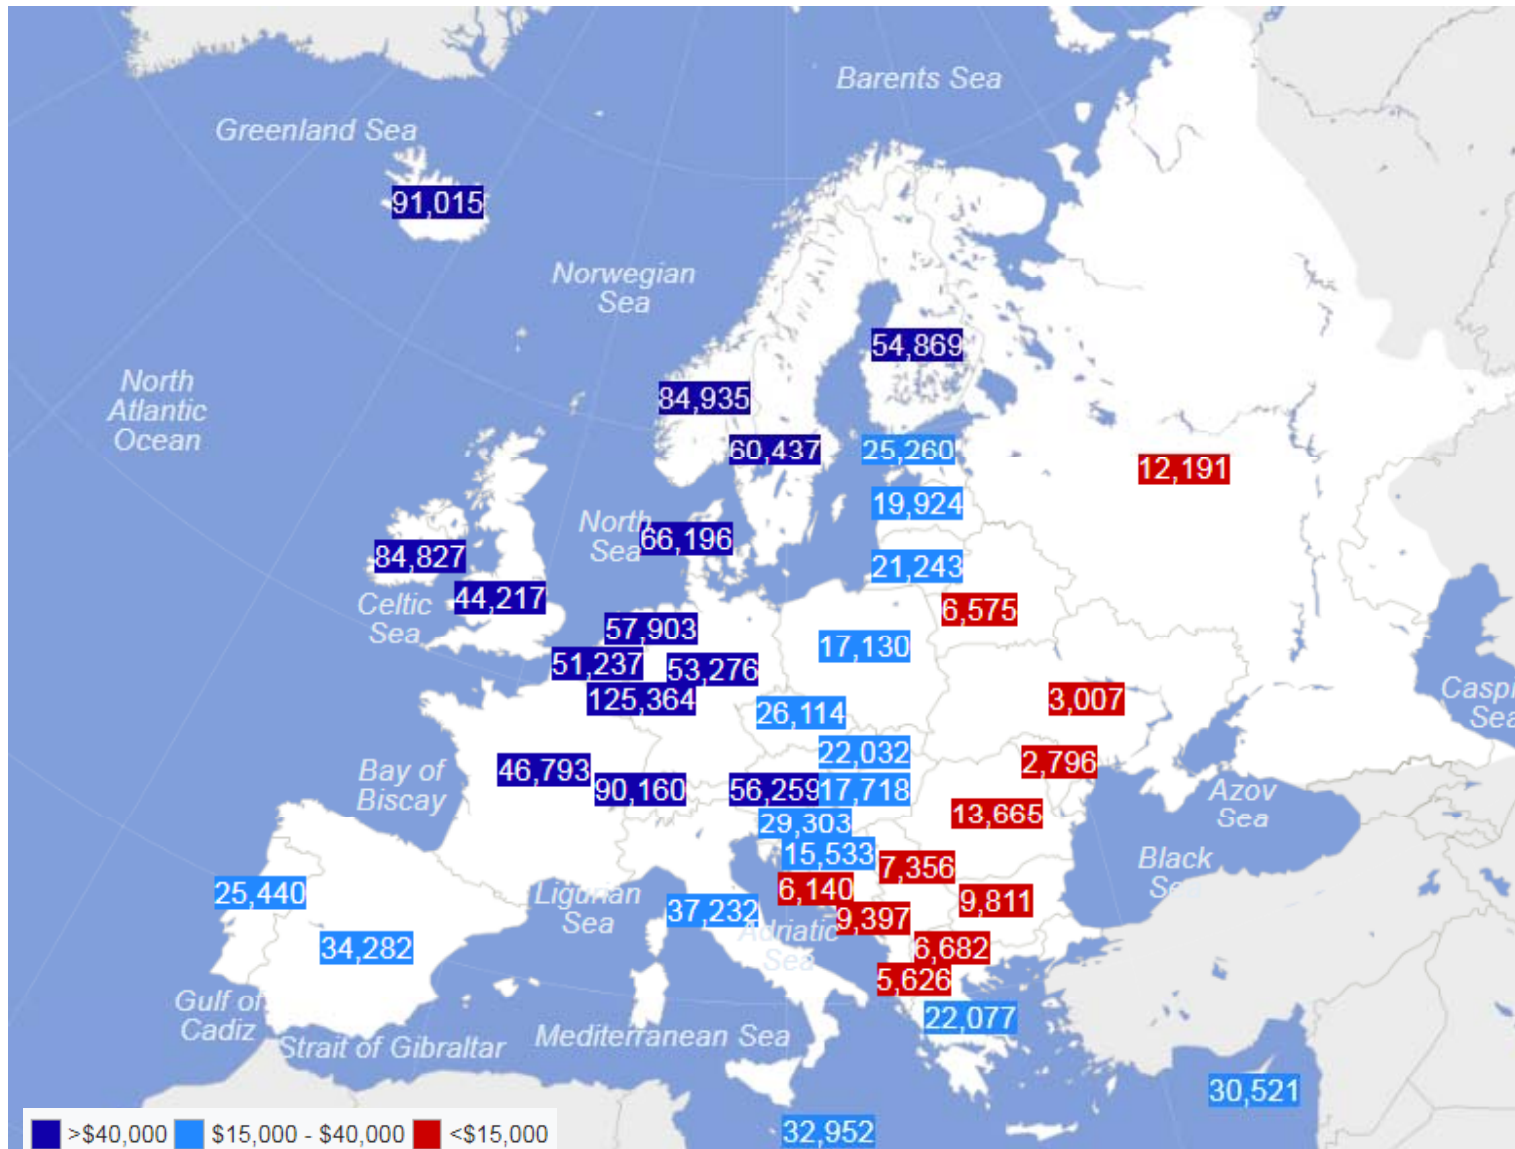 Barents Sea
Greenland Sea
91,015
Norwegian
Sea
54,869
North
Atlantic
Ocean
84,935
60,437
25,260
12,191
19,924
North
Sea
66,196
84,827
21,243
44,217
Celtic
Sea
6,575
57,903
17,130
51,237
53,276
125,364
3,007
Caspi
Sea
26,114
22,032
2,796
46,793
Bay of
Biscay
90,160
56,259
17,718
Azov
Sea
13,665
29,303
15,533
7,356
Black
Sea
6,140
25,440
9,811
Ligurian
Sea
37,232
9,397
Adriatic
Sea
34,282
6,682
5,626
Gulf of
Cadiz
22,077
Strait of Gibraltar
Mediterranean Sea
30,521
32,952
>$40,000 $15,000 - $40,000 <$15,000